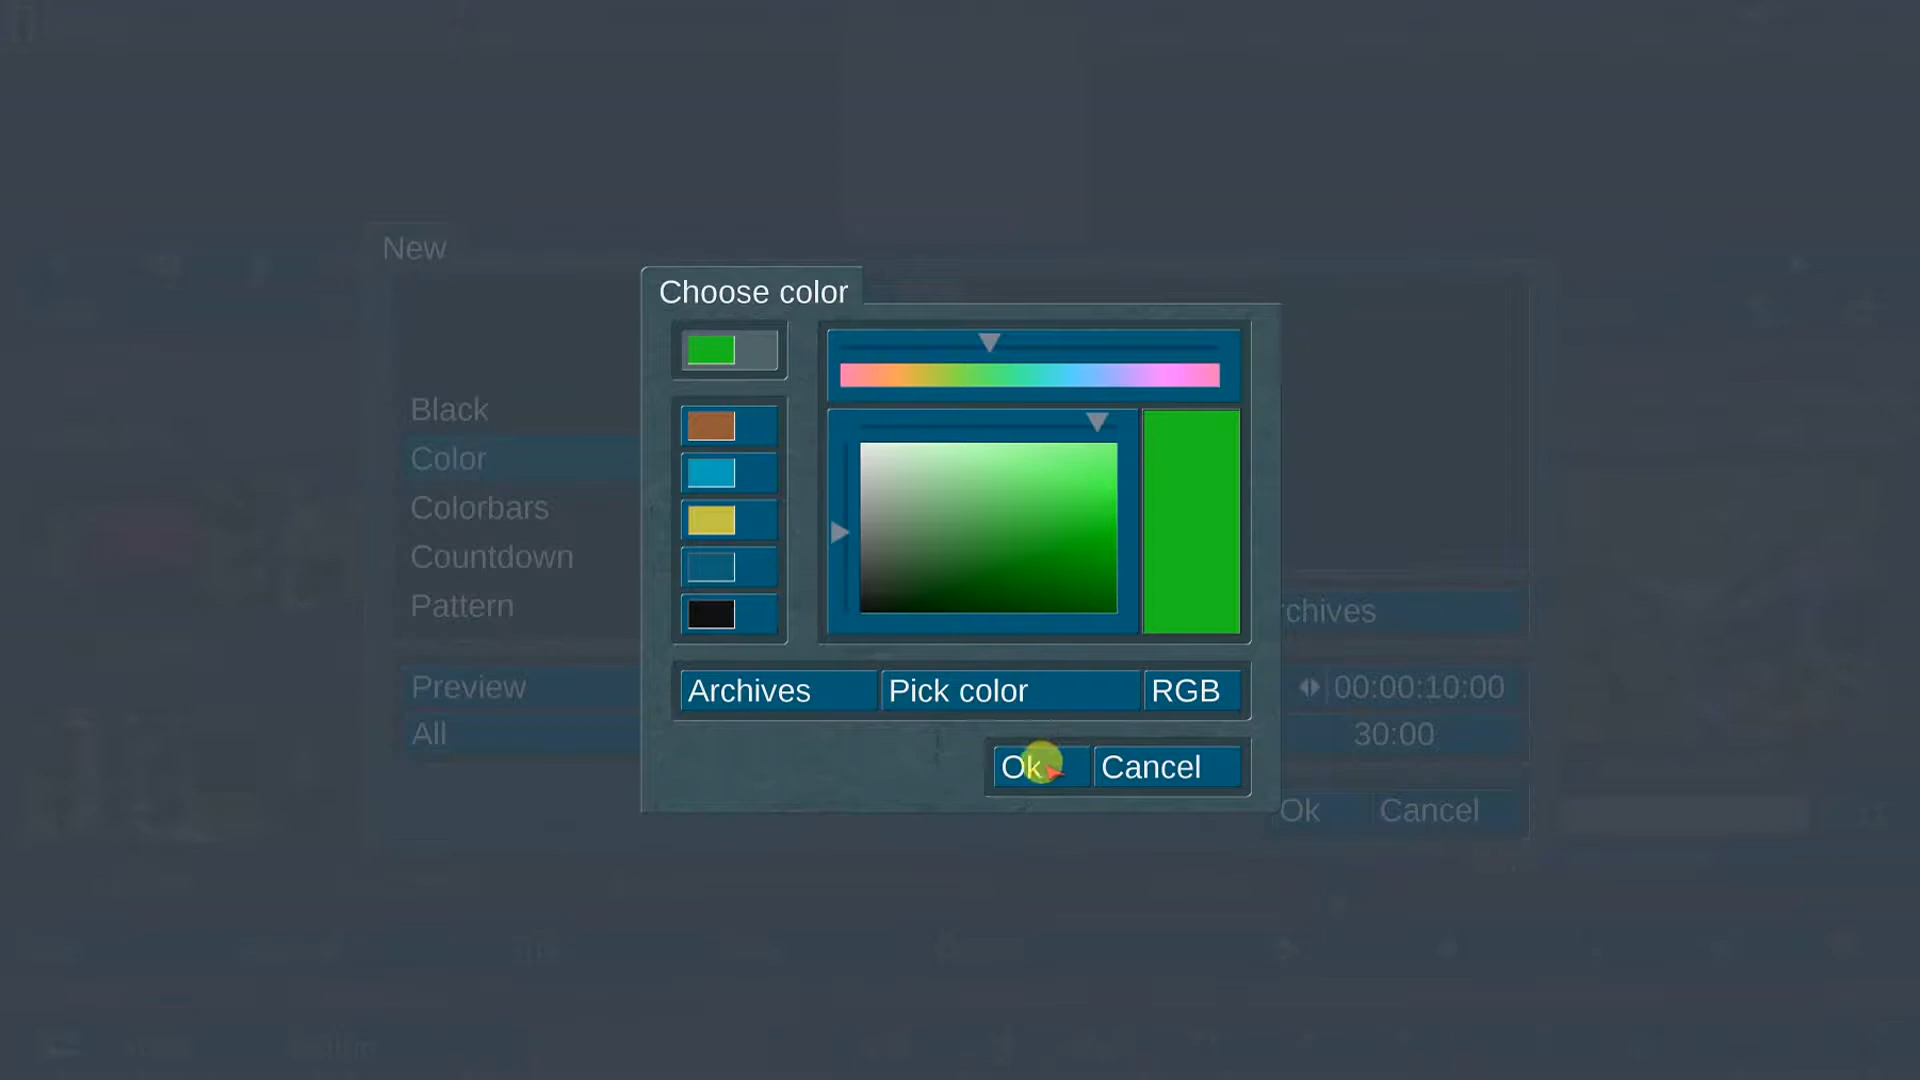 New
Choose color
Black
Color
Colorbars
Countdown
Pattern
Preview
All
Archives
Pick color
RGB
Ok
Cancel
rchives
00:00:10:00
30:00
Ok
Cancel